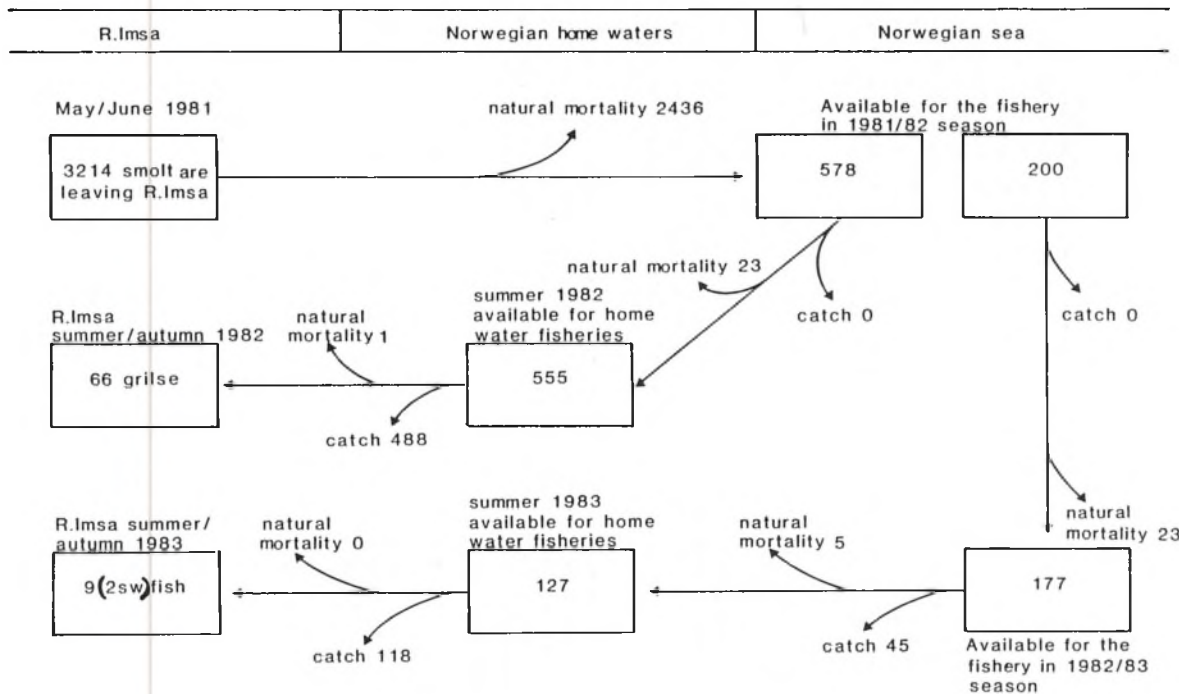 R.Imsa
Norwegian home waters
Norwegian sea
May/June 1981
natural mortality 2436
Available for the fishery
in 1981/82 season
3214 smolt are
leaving R.Imsa
578
200
natural mortality 23
catch 0
catch 0
R.Imsa
summer/autumn 1982
natural
mortality 1
summer 1982
available for home
water fisheries
66 grilse
555
catch 488
R.Imsa summer/
autumn 1983
natural
mortality 0
summer 1983
available for home
water fisheries
natural
mortality 5
natural
mortality 23
9(2sw)fish
127
177
catch 118
catch 45
Available for the
fishery in 1982/83
season